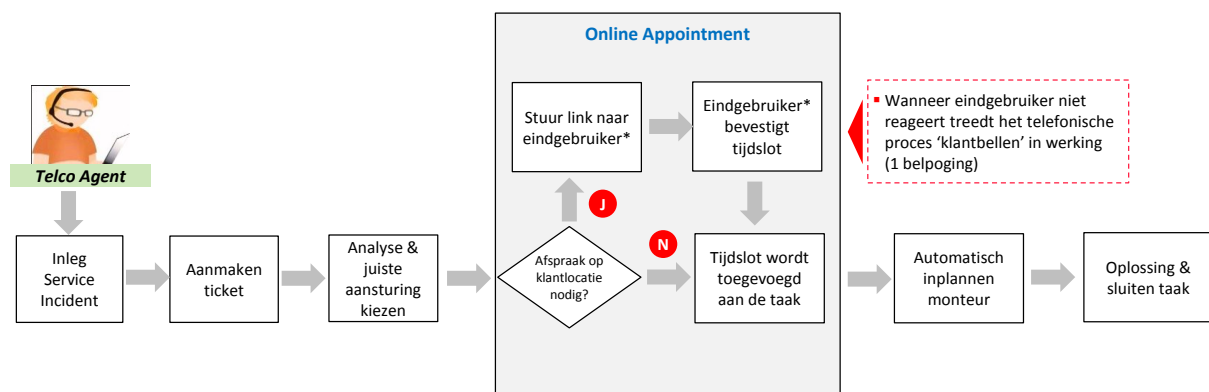 Online Appointment
Stuur link naar
eindgebruiker*
Eindgebruiker*
bevestigt
tijdslot
▪ Wanneer eindgebruiker niet
reageert treedt het telefonische
proces ‘klantbellen’ in werking
(1 belpoging)
Telco Agent
J
N
Inleg
Service
Incident
Aanmaken
ticket
Analyse &
juiste
aansturing
kiezen
Afspraak op
klantlocatie
nodig?
Tijdslot wordt
toegevoegd
aan de taak
Automatisch
inplannen
monteur
Oplossing &
sluiten taak